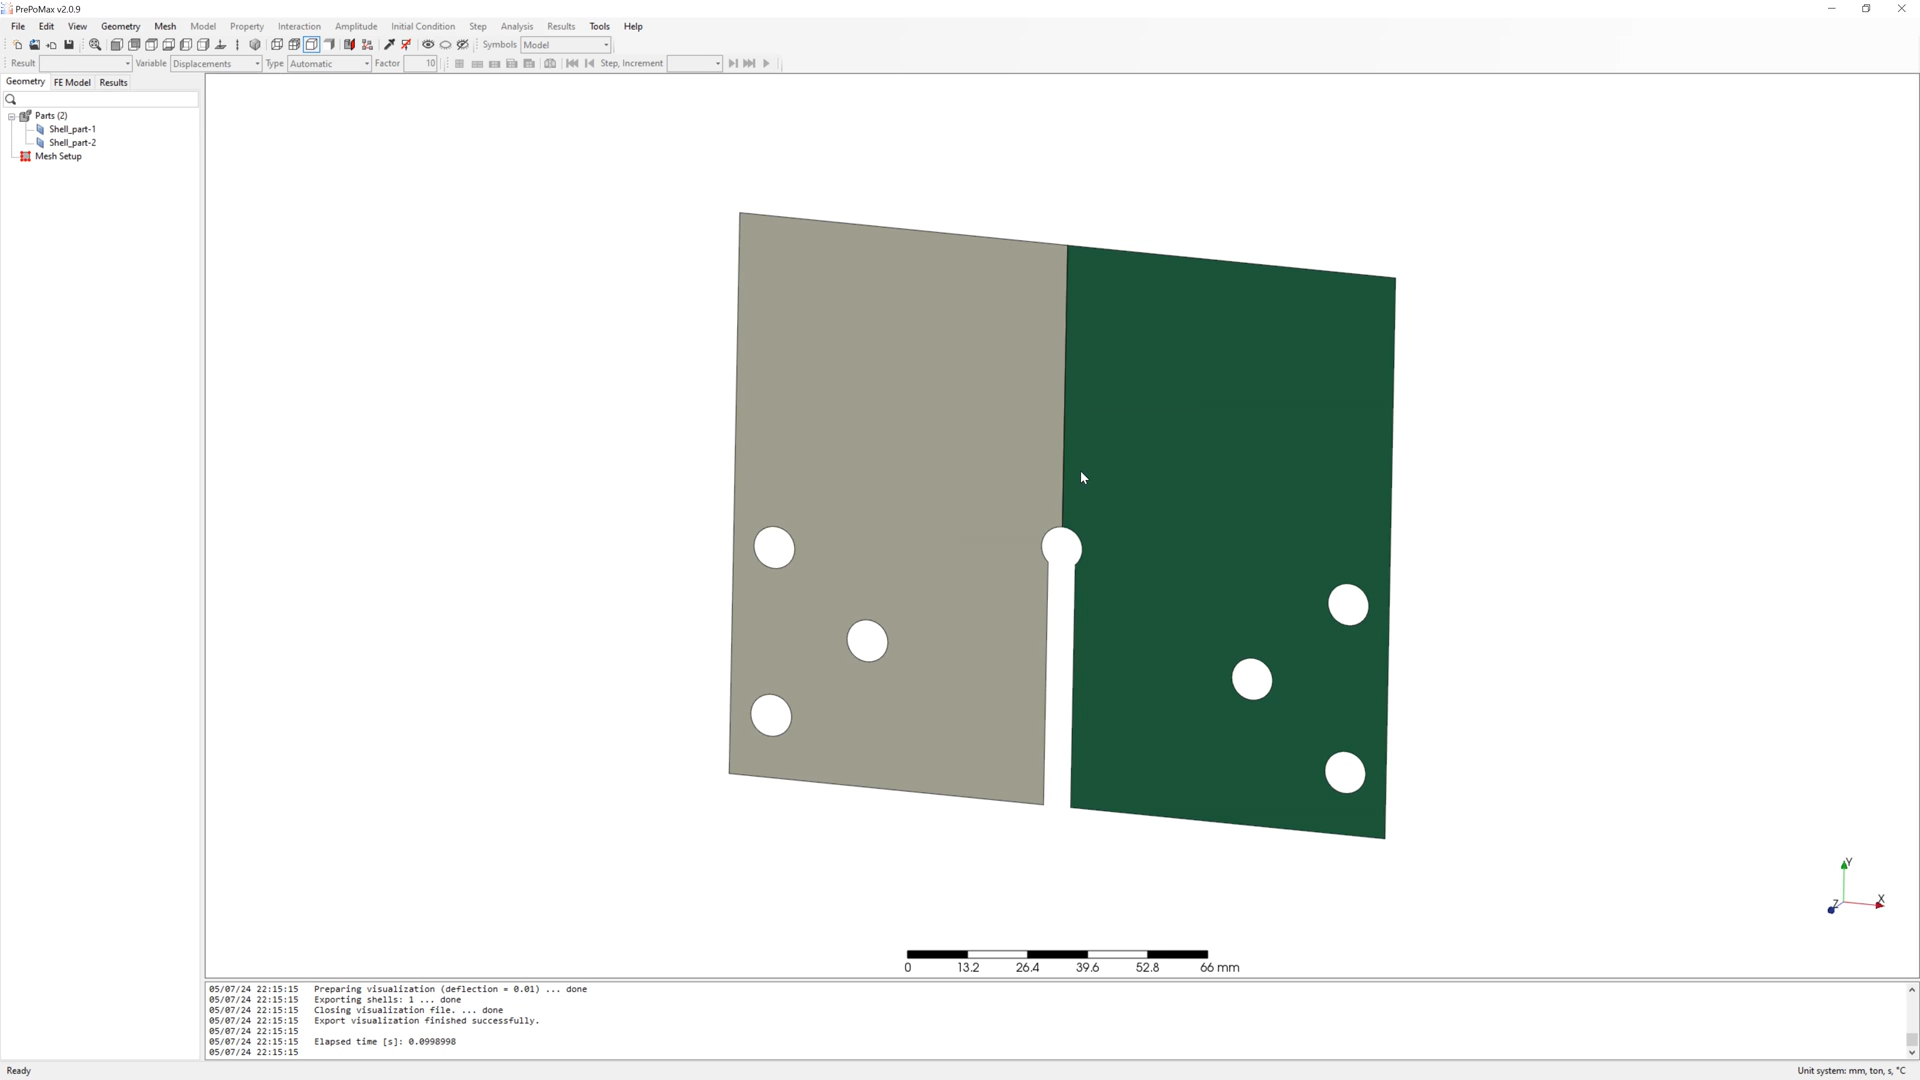 PrePoMax v2.0.9
File Edit View Geometry Mesh Model Property Interaction Amplitude Initial Condition Step Analysis Results Tools Help
Symbols Model
Result Variable Displacements Type Automatic Factor 10 Step, Increment
Geometry FE Model Results
Parts (2)
Shell_part-1
Shell_part-2
Mesh Setup
Y
X
Z
0 13.2 26.4 39.6 52.8 66 mm
05/07/24 22:15:15 Preparing visualization (deflection = 0.01) ... done
05/07/24 22:15:15 Exporting shells: 1 ... done
05/07/24 22:15:15 Closing visualization file. ... done
05/07/24 22:15:15 Export visualization finished successfully.
05/07/24 22:15:15
05/07/24 22:15:15 Elapsed time [s]: 0.0998998
05/07/24 22:15:15
Ready
Unit system: mm, ton, s, °C